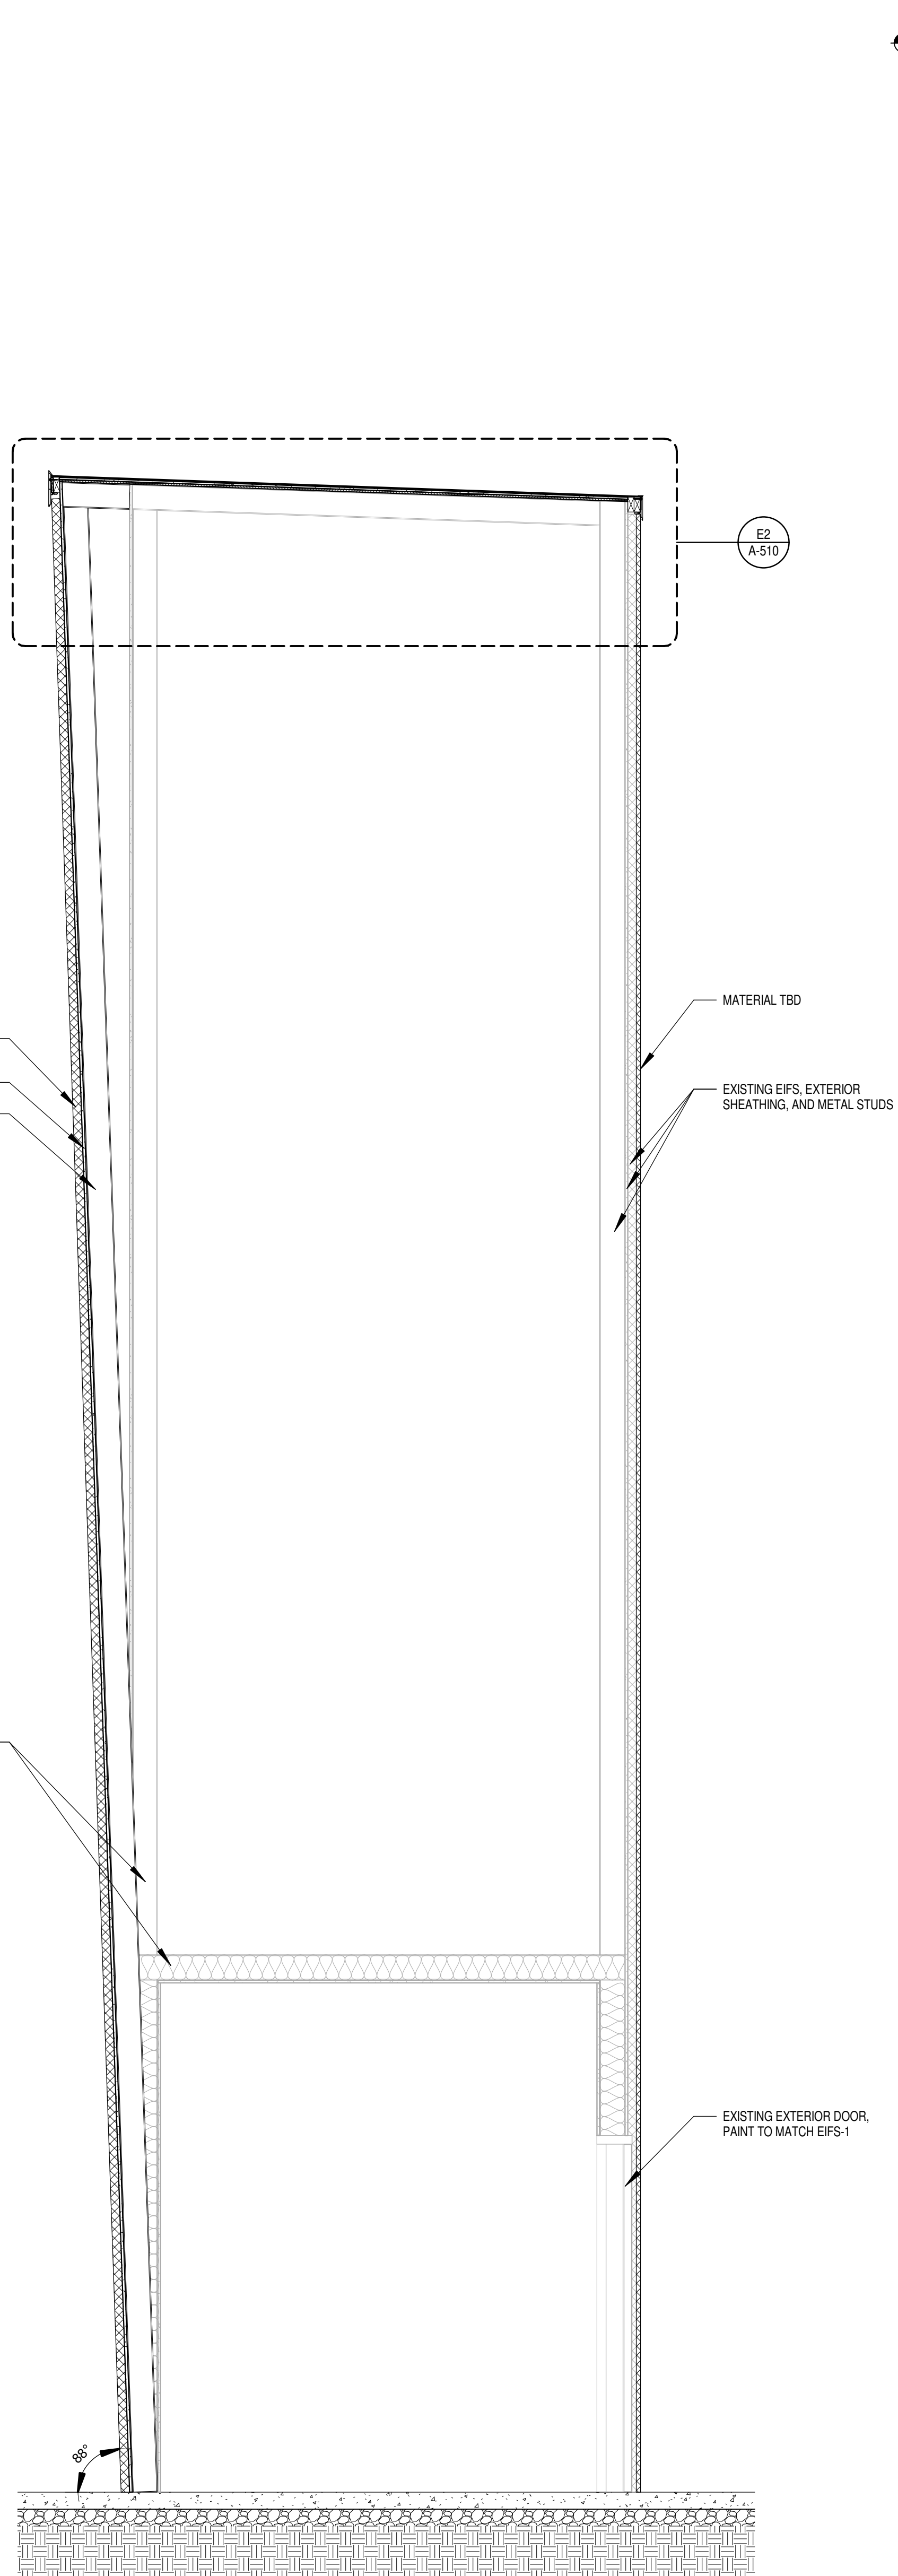 E2
A-510
MATERIAL TBD
EXISTING EIFS, EXTERIOR
SHEATHING, AND METAL STUDS
EXISTING EXTERIOR DOOR,
PAINT TO MATCH EIFS-1
88°